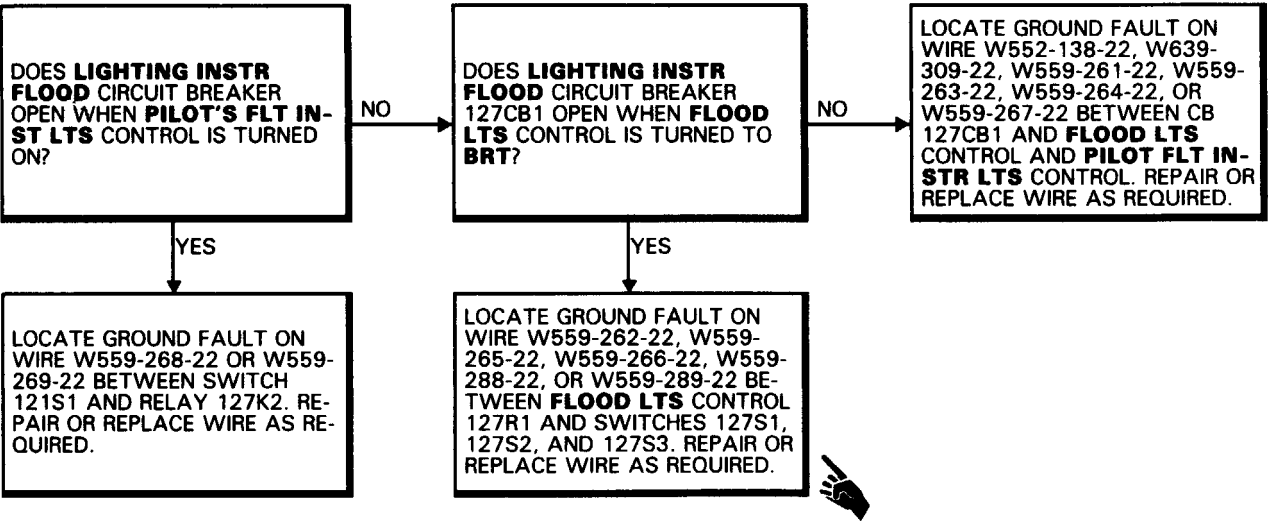 DOES LIGHTING INSTR
FLOOD CIRCUIT BREAKER
OPEN WHEN PILOT'S FLT IN-
ST LTS CONTROL IS TURNED
ON?
NO
DOES LIGHTING INSTR
FLOOD CIRCUIT BREAKER
127CB1 OPEN WHEN FLOOD
LTS CONTROL IS TURNED TO
BRT?
NO
LOCATE GROUND FAULT ON
WIRE W552-138-22, W639-
309-22, W559-261-22, W559-
263-22, W559-264-22, OR
W559-267-22 BETWEEN CB
127CB1 AND FLOOD LTS
CONTROL AND PILOT FLT IN-
STR LTS CONTROL. REPAIR OR
REPLACE WIRE AS REQUIRED.
YES
YES
LOCATE GROUND FAULT ON
WIRE W559-268-22 OR W559-
269-22 BETWEEN SWITCH
121S1 AND RELAY 127K2. RE-
PAIR OR REPLACE WIRE AS RE-
QUIRED.
LOCATE GROUND FAULT ON
WIRE W559-262-22, W559-
265-22, W559-266-22, W559-
288-22, OR W559-289-22 BE-
TWEEN FLOOD LTS CONTROL
127R1 AND SWITCHES 127S1,
127S2, AND 127S3. REPAIR OR
REPLACE WIRE AS REQUIRED.